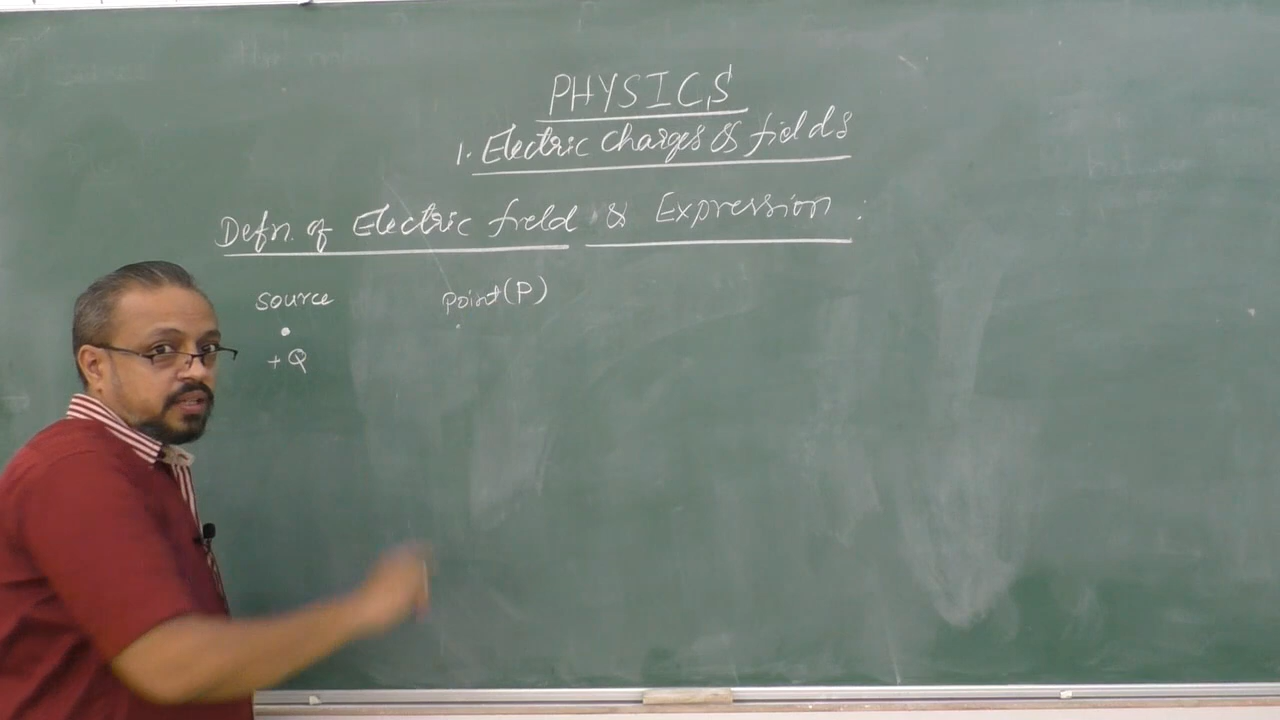 PHYSICS
1. Electric Charges & fields
Defn. of Electric field & Expression :
source Point (P)
+Q